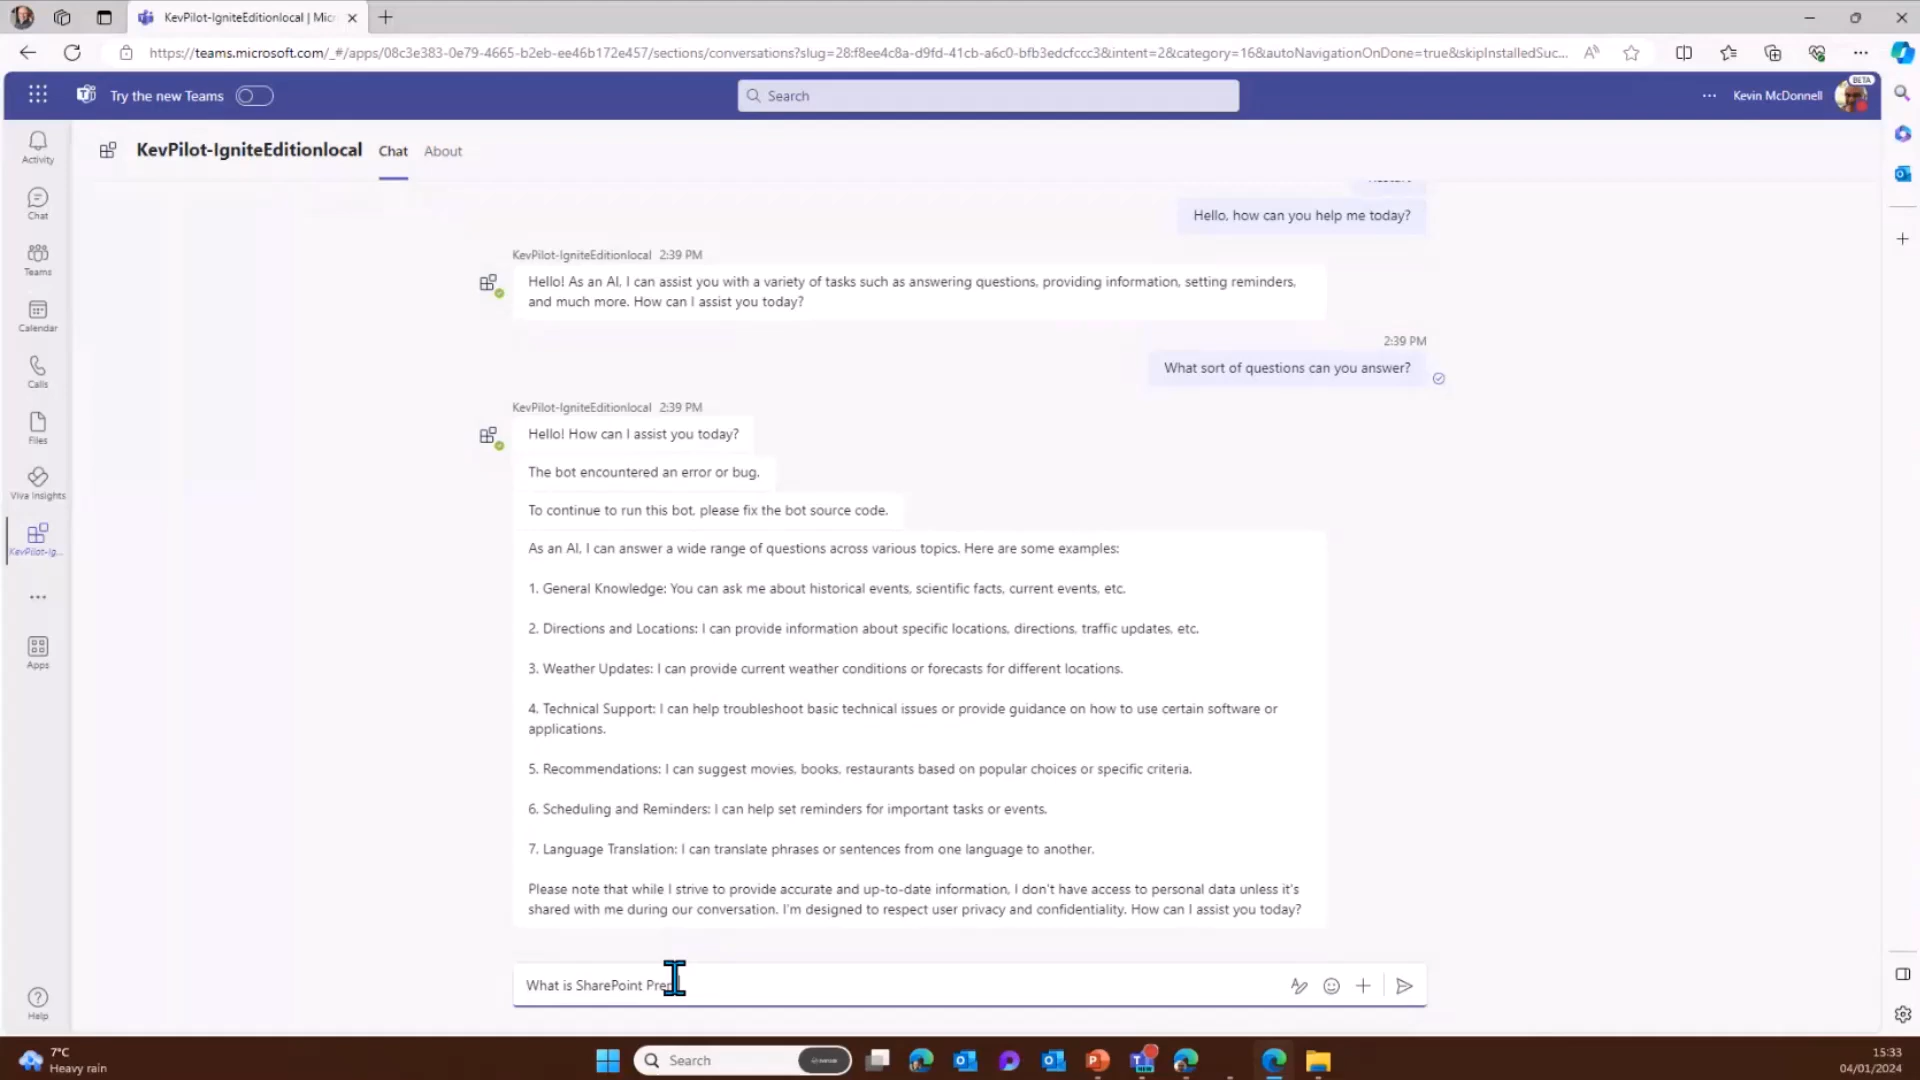 KevPilot-IgniteEditionlocal | Mic
https://teams.microsoft.com/_#/apps/08c3e383-0e79-4665-b2eb-ee46b172e457/sections/conversations?slug=28:f8ee4c8a-d9fd-41cb-a6c0-bfb3edcfccc3&intent=2&category=16&autoNavigationOnDone=true&skipInstalledSuc...
Try the new Teams
Search
Kevin McDonnell
BETA
Activity
Chat
Teams
Calendar
Calls
Files
Viva Insights
KevPilot-Ig...
Apps
Help
KevPilot-IgniteEditionlocal
Chat
About
Hello, how can you help me today?
KevPilot-IgniteEditionlocal 2:39 PM
Hello! As an AI, I can assist you with a variety of tasks such as answering questions, providing information, setting reminders,
and much more. How can I assist you today?
2:39 PM
What sort of questions can you answer?
KevPilot-IgniteEditionlocal 2:39 PM
Hello! How can I assist you today?
The bot encountered an error or bug.
To continue to run this bot, please fix the bot source code.
As an AI, I can answer a wide range of questions across various topics. Here are some examples:
1. General Knowledge: You can ask me about historical events, scientific facts, current events, etc.
2. Directions and Locations: I can provide information about specific locations, directions, traffic updates, etc.
3. Weather Updates: I can provide current weather conditions or forecasts for different locations.
4. Technical Support: I can help troubleshoot basic technical issues or provide guidance on how to use certain software or
applications.
5. Recommendations: I can suggest movies, books, restaurants based on popular choices or specific criteria.
6. Scheduling and Reminders: I can help set reminders for important tasks or events.
7. Language Translation: I can translate phrases or sentences from one language to another.
Please note that while I strive to provide accurate and up-to-date information, I don't have access to personal data unless it's
shared with me during our conversation. I'm designed to respect user privacy and confidentiality. How can I assist you today?
What is SharePoint
7°C
Heavy rain
Search
15:33
04/01/2024